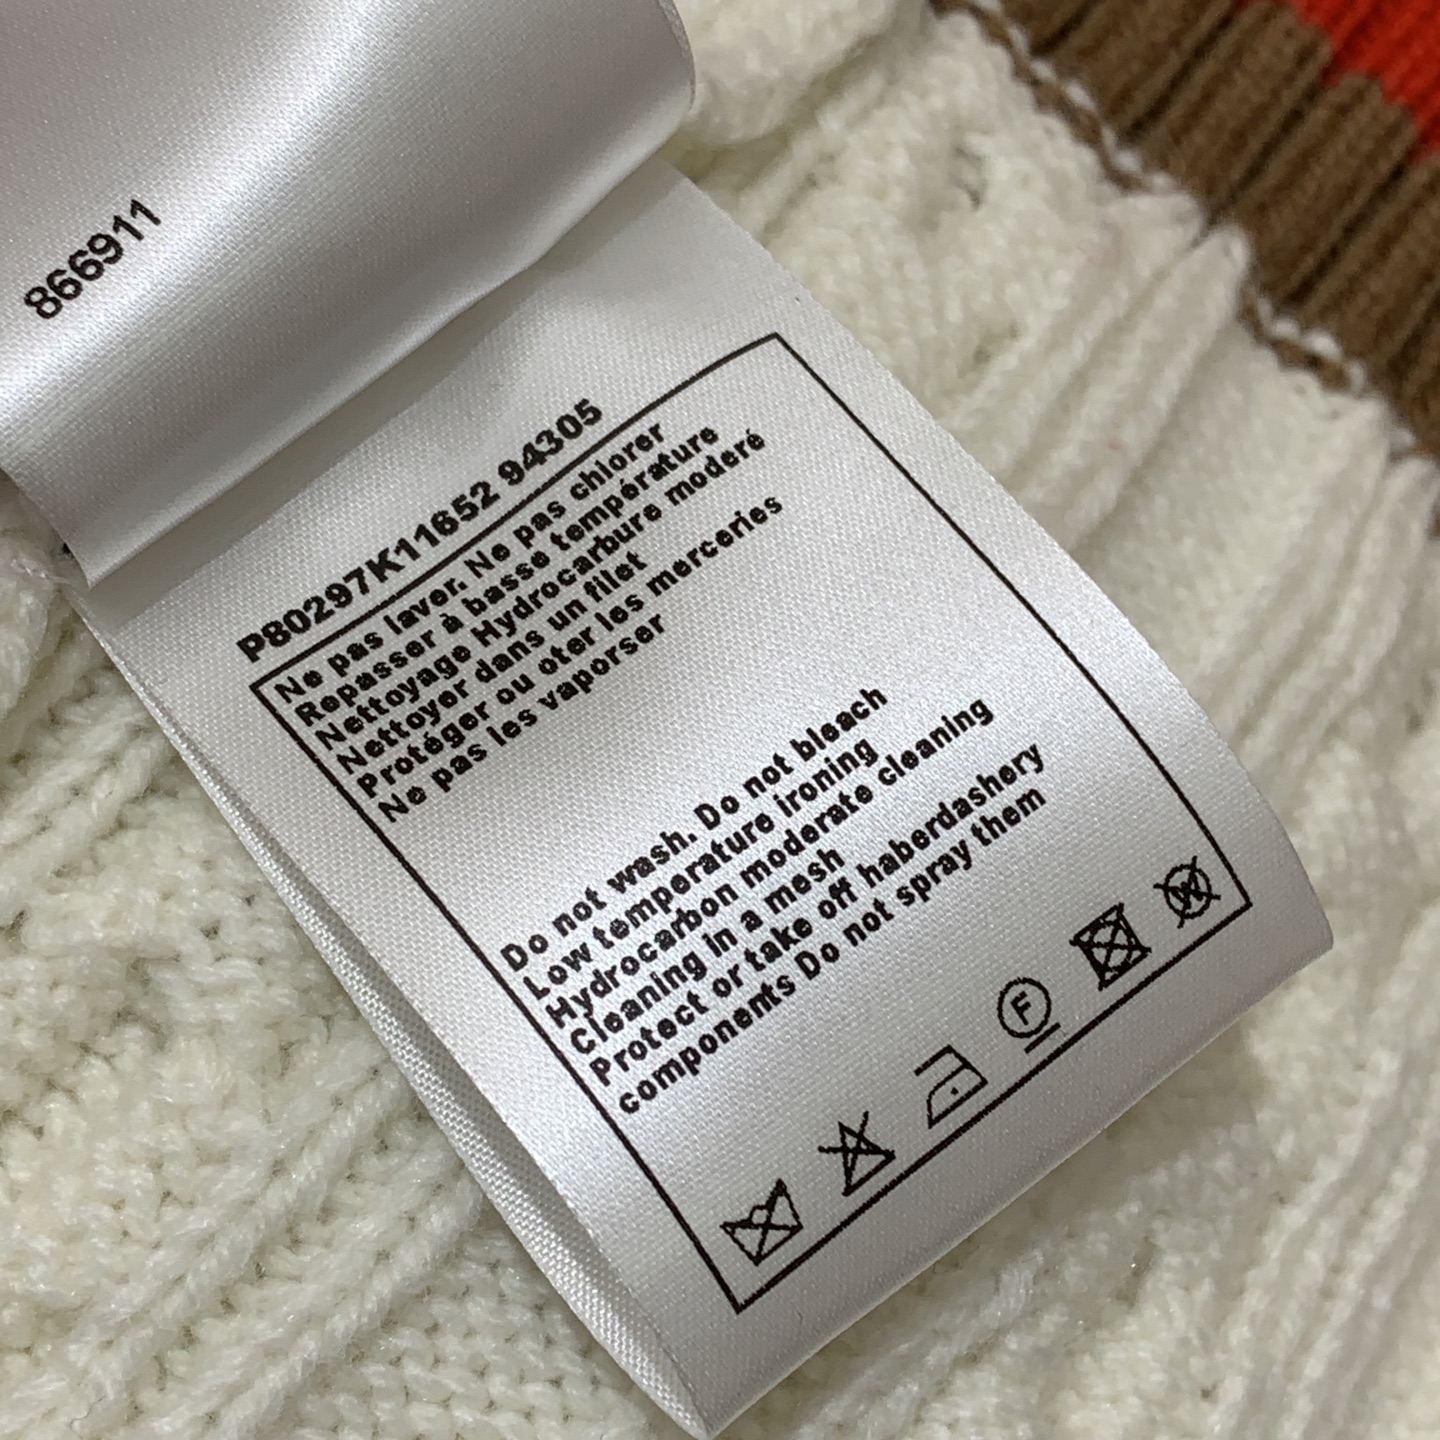 866911
P80297K11652 94305
Ne pas laver. Ne pas chlorer
Repasser à basse température
Nettoyage Hydrocarbure moderé
Nettoyer dans un filet
Protéger ou oter les merceries
Ne pas les vaporser
Do not wash. Do not bleach
Low temperature ironing
Hydrocarbon moderate cleaning
Cleaning in a mesh
Protect or take off haberdashery
components Do not spray them
F
W